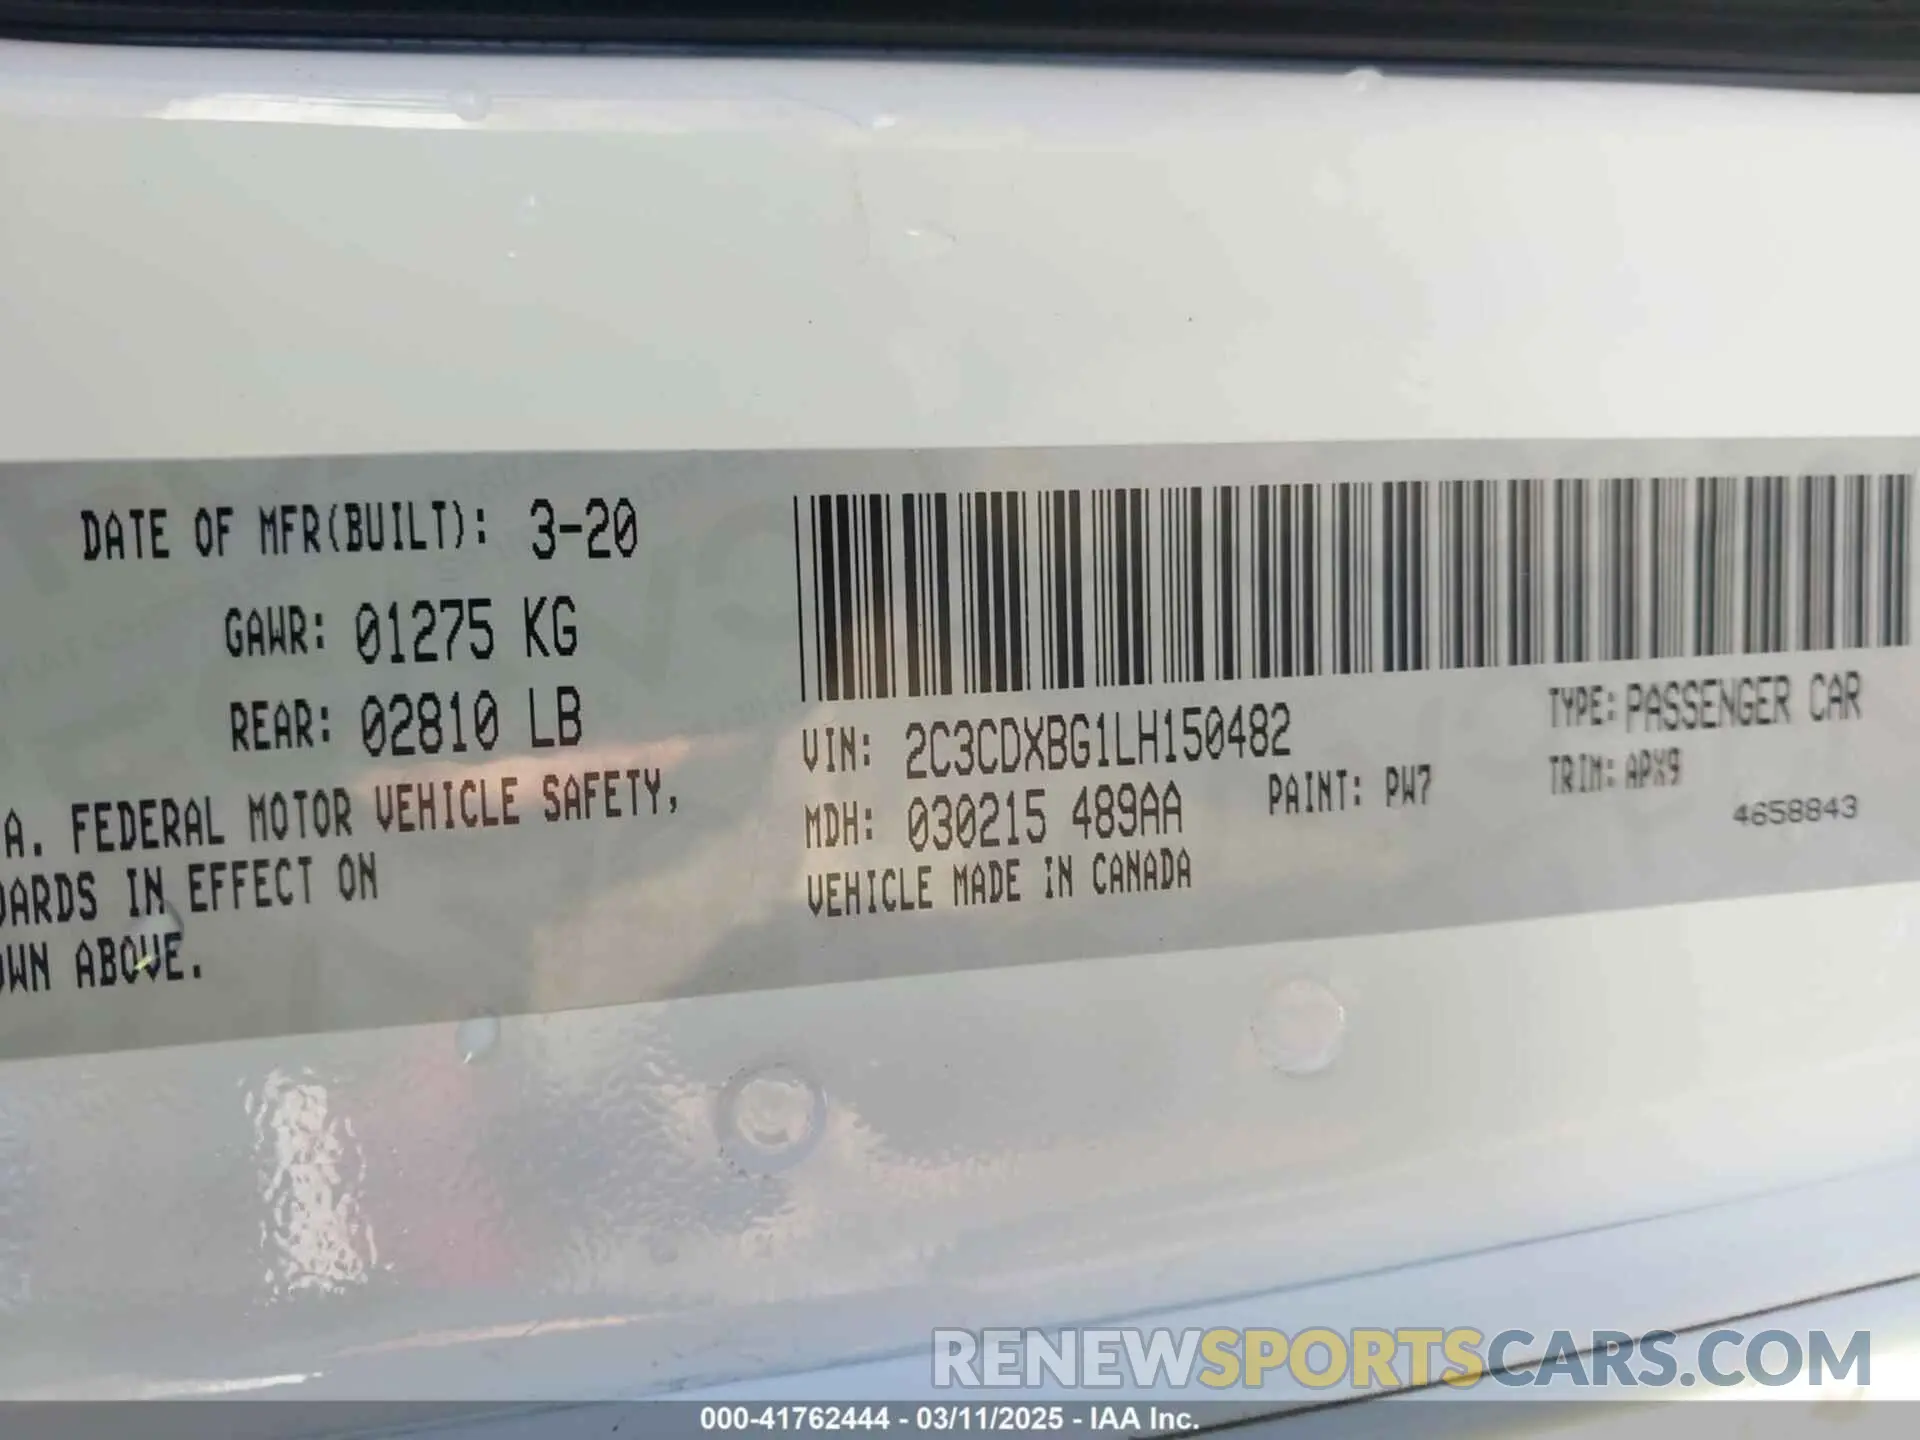 DATE OF MFR(BUILT): 3-20
GAWR: 01275 KG
REAR: 02810 LB
A. FEDERAL MOTOR VEHICLE SAFETY,
DARDS IN EFFECT ON
OWN ABOVE.
VIN: 2C3CDXBG1LH150482
TYPE: PASSENGER CAR
MDH: 030215 489AA
PAINT: PW7
TRIM: APX9
4658843
VEHICLE MADE IN CANADA
RENEWSPORTSCARS.COM
000-41762444 - 03/11/2025 - IAA Inc.